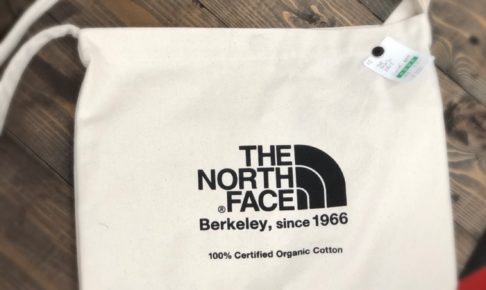 THE
NORTH
®FACE
Berkeley, since 1966
100% Certified Organic Cotton